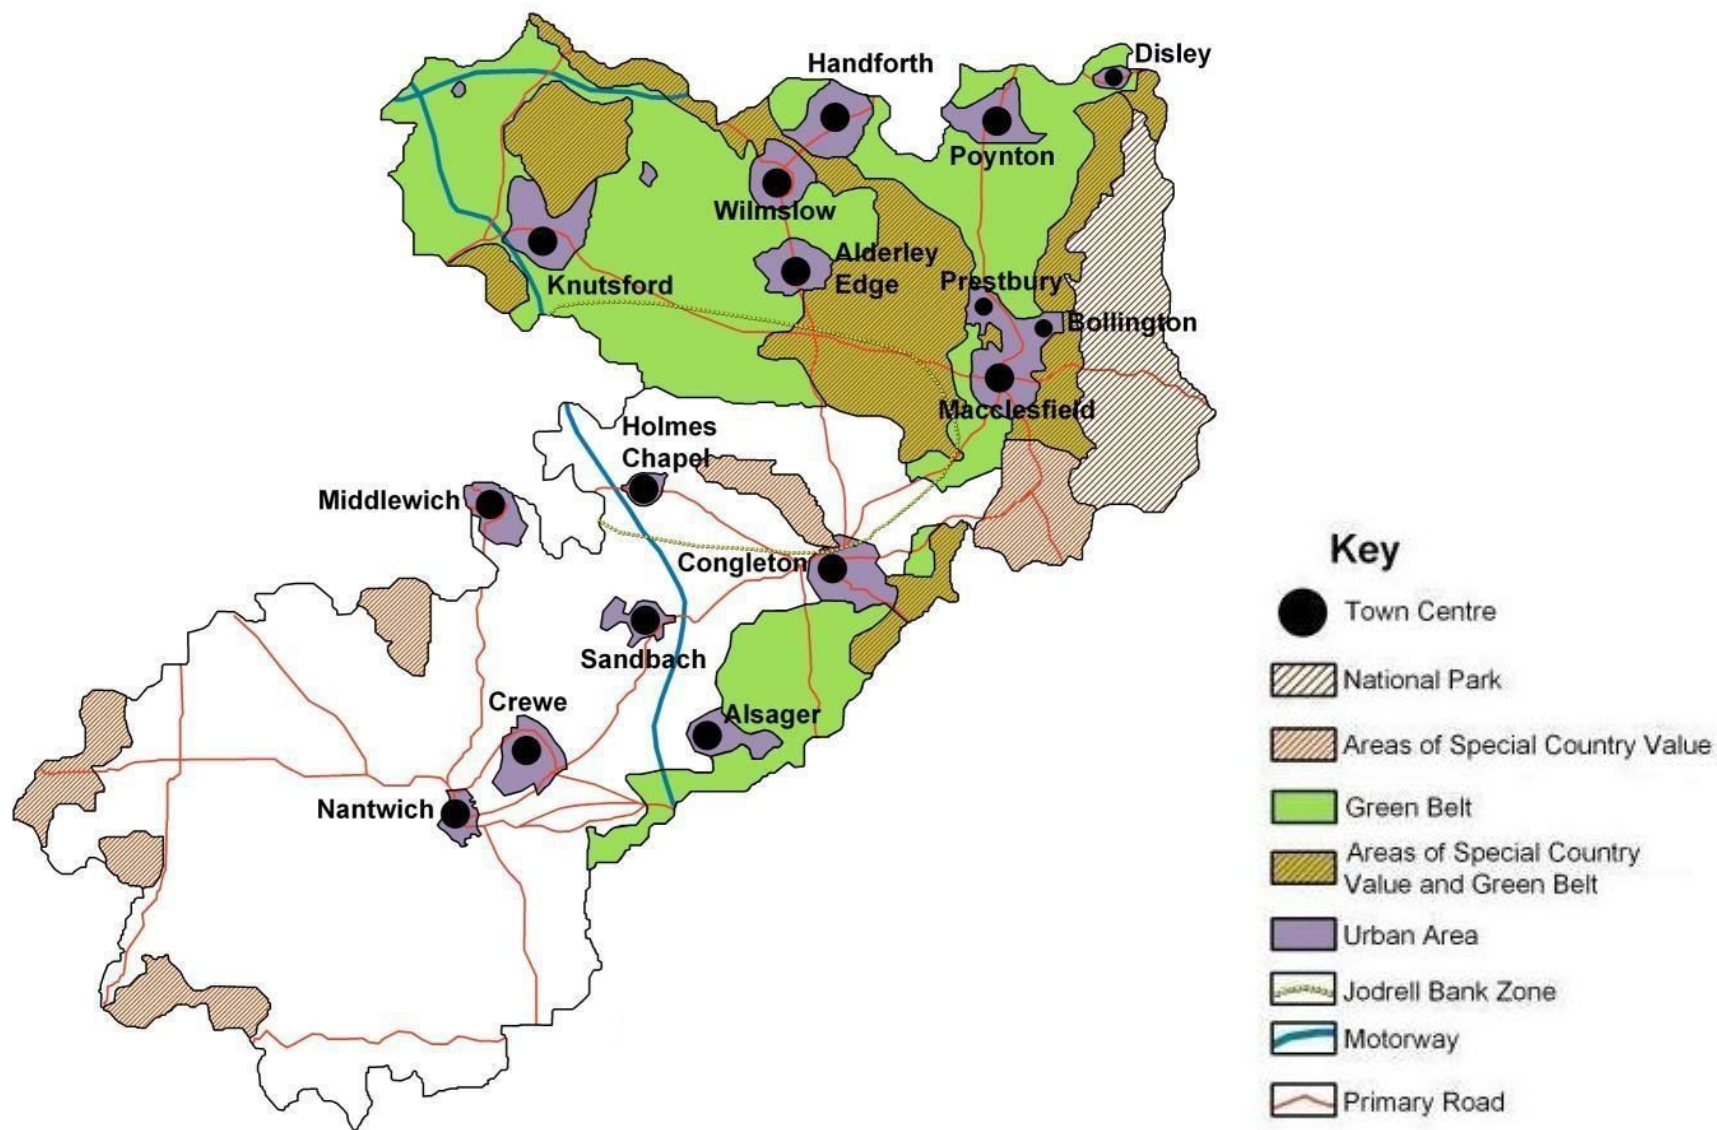 Disley
Handforth
Poynton
Wilmslow
Alderley
Edge
Prestbury
Knutsford
Bollington
Macclesfield
Holmes
Chapel
Middlewich
Congleton
Sandbach
Crewe
Alsager
Nantwich
Key
Town Centre
National Park
Areas of Special Country Value
Green Belt
Areas of Special Country
Value and Green Belt
Urban Area
Jodrell Bank Zone
Motorway
Primary Road